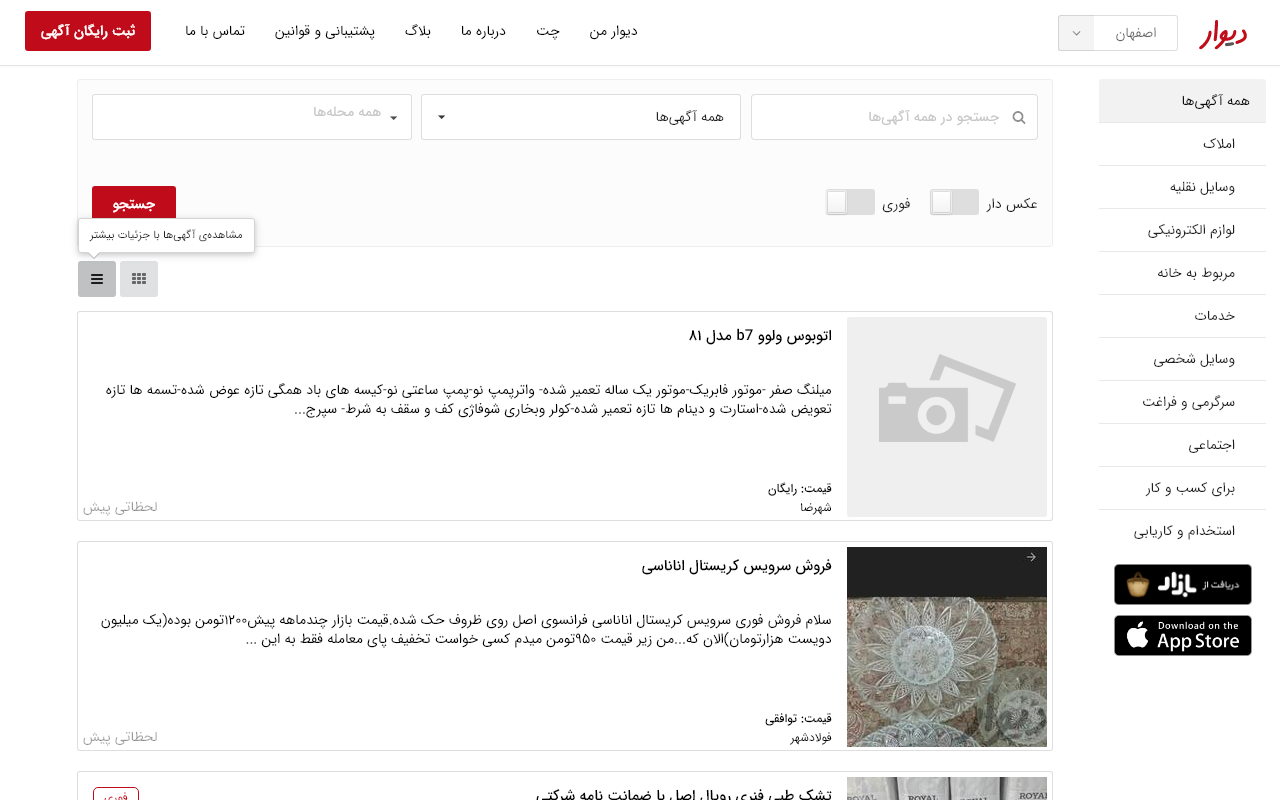 دیوار
اصفهان
دیوار من
چت
درباره ما
بلاگ
پشتیبانی و قوانین
تماس با ما
ثبت رایگان آگهی
همه آگهی‌ها
املاک
وسایل نقلیه
لوازم الکترونیکی
مربوط به خانه
خدمات
وسایل شخصی
سرگرمی و فراغت
اجتماعی
برای کسب و کار
استخدام و کاریابی
دریافت از بازار
Download on the
App Store
جستجو در همه آگهی‌ها
همه آگهی‌ها
همه محله‌ها
عکس دار
فوری
جستجو
مشاهده‌ی آگهی‌ها با جزئیات بیشتر
اتوبوس ولوو b7 مدل ۸۱
میلنگ صفر -موتور فابریک-موتور یک ساله تعمیر شده- واترپمپ نو-پمپ ساعتی نو-کیسه های باد همگی تازه عوض شده-تسمه ها تازه
تعویض شده-استارت و دینام ها تازه تعمیر شده-کولر وبخاری شوفاژی کف و سقف به شرط- سپرج...
قیمت: رایگان
شهرضا
لحظاتی پیش
فروش سرویس کریستال اناناسی
سلام فروش فوری سرویس کریستال اناناسی فرانسوی اصل روی ظروف حک شده.قیمت بازار چندماهه پیش۱۲۰۰تومن بوده(یک میلیون
دویست هزارتومان)الان که...من زیر قیمت ۹۵۰تومن میدم کسی خواست تخفیف پای معامله فقط به این ...
قیمت: توافقی
فولادشهر
لحظاتی پیش
دیوار
تشک طبی فنری رویال اصل با ضمانت نامه شرکتی
فوری
ROYAL
ROYAL
ROYAL